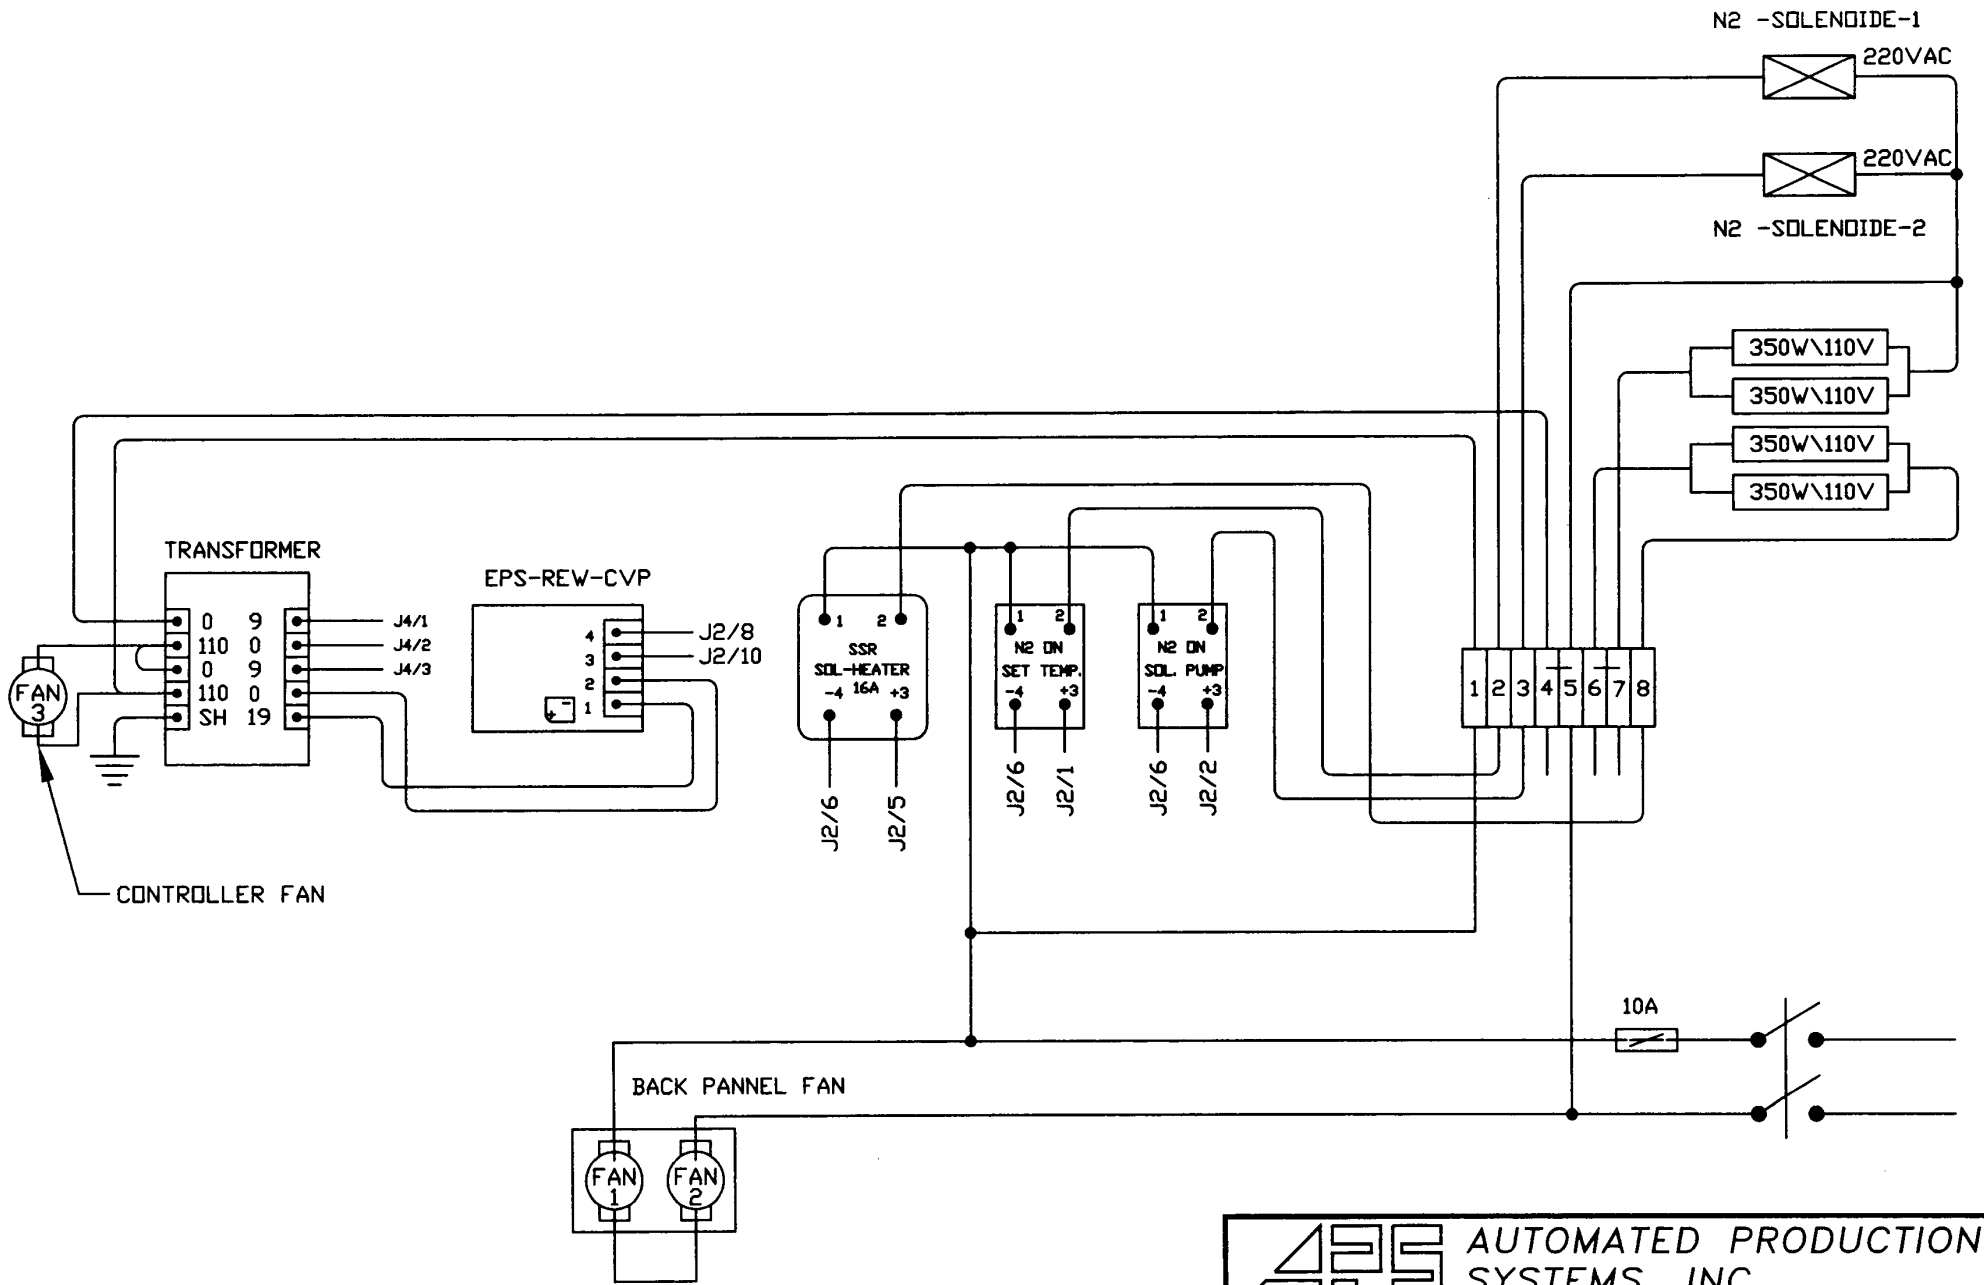 N2 -SOLENOIDE-1
220VAC
220VAC
N2 -SOLENOIDE-2
350W\110V
350W\110V
350W\110V
350W\110V
TRANSFORMER
0 9
110 0
0 9
110 0
SH 19
J4/1
J4/2
J4/3
FAN
3
CONTROLLER FAN
EPS-REW-CVP
4
3
2
1
+ -
J2/8
J2/10
1 2
SSR
SOL-HEATER
16A
-4 +3
J2/6
J2/5
1 2
N2 ON
SET TEMP.
-4 +3
J2/6
J2/1
1 2
N2 ON
SOL. PUMP
-4 +3
J2/6
J2/2
1 2 3 4 5 6 7 8
10A
BACK PANNEL FAN
FAN
1
FAN
2
AUTOMATED PRODUCTION
SYSTEMS INC